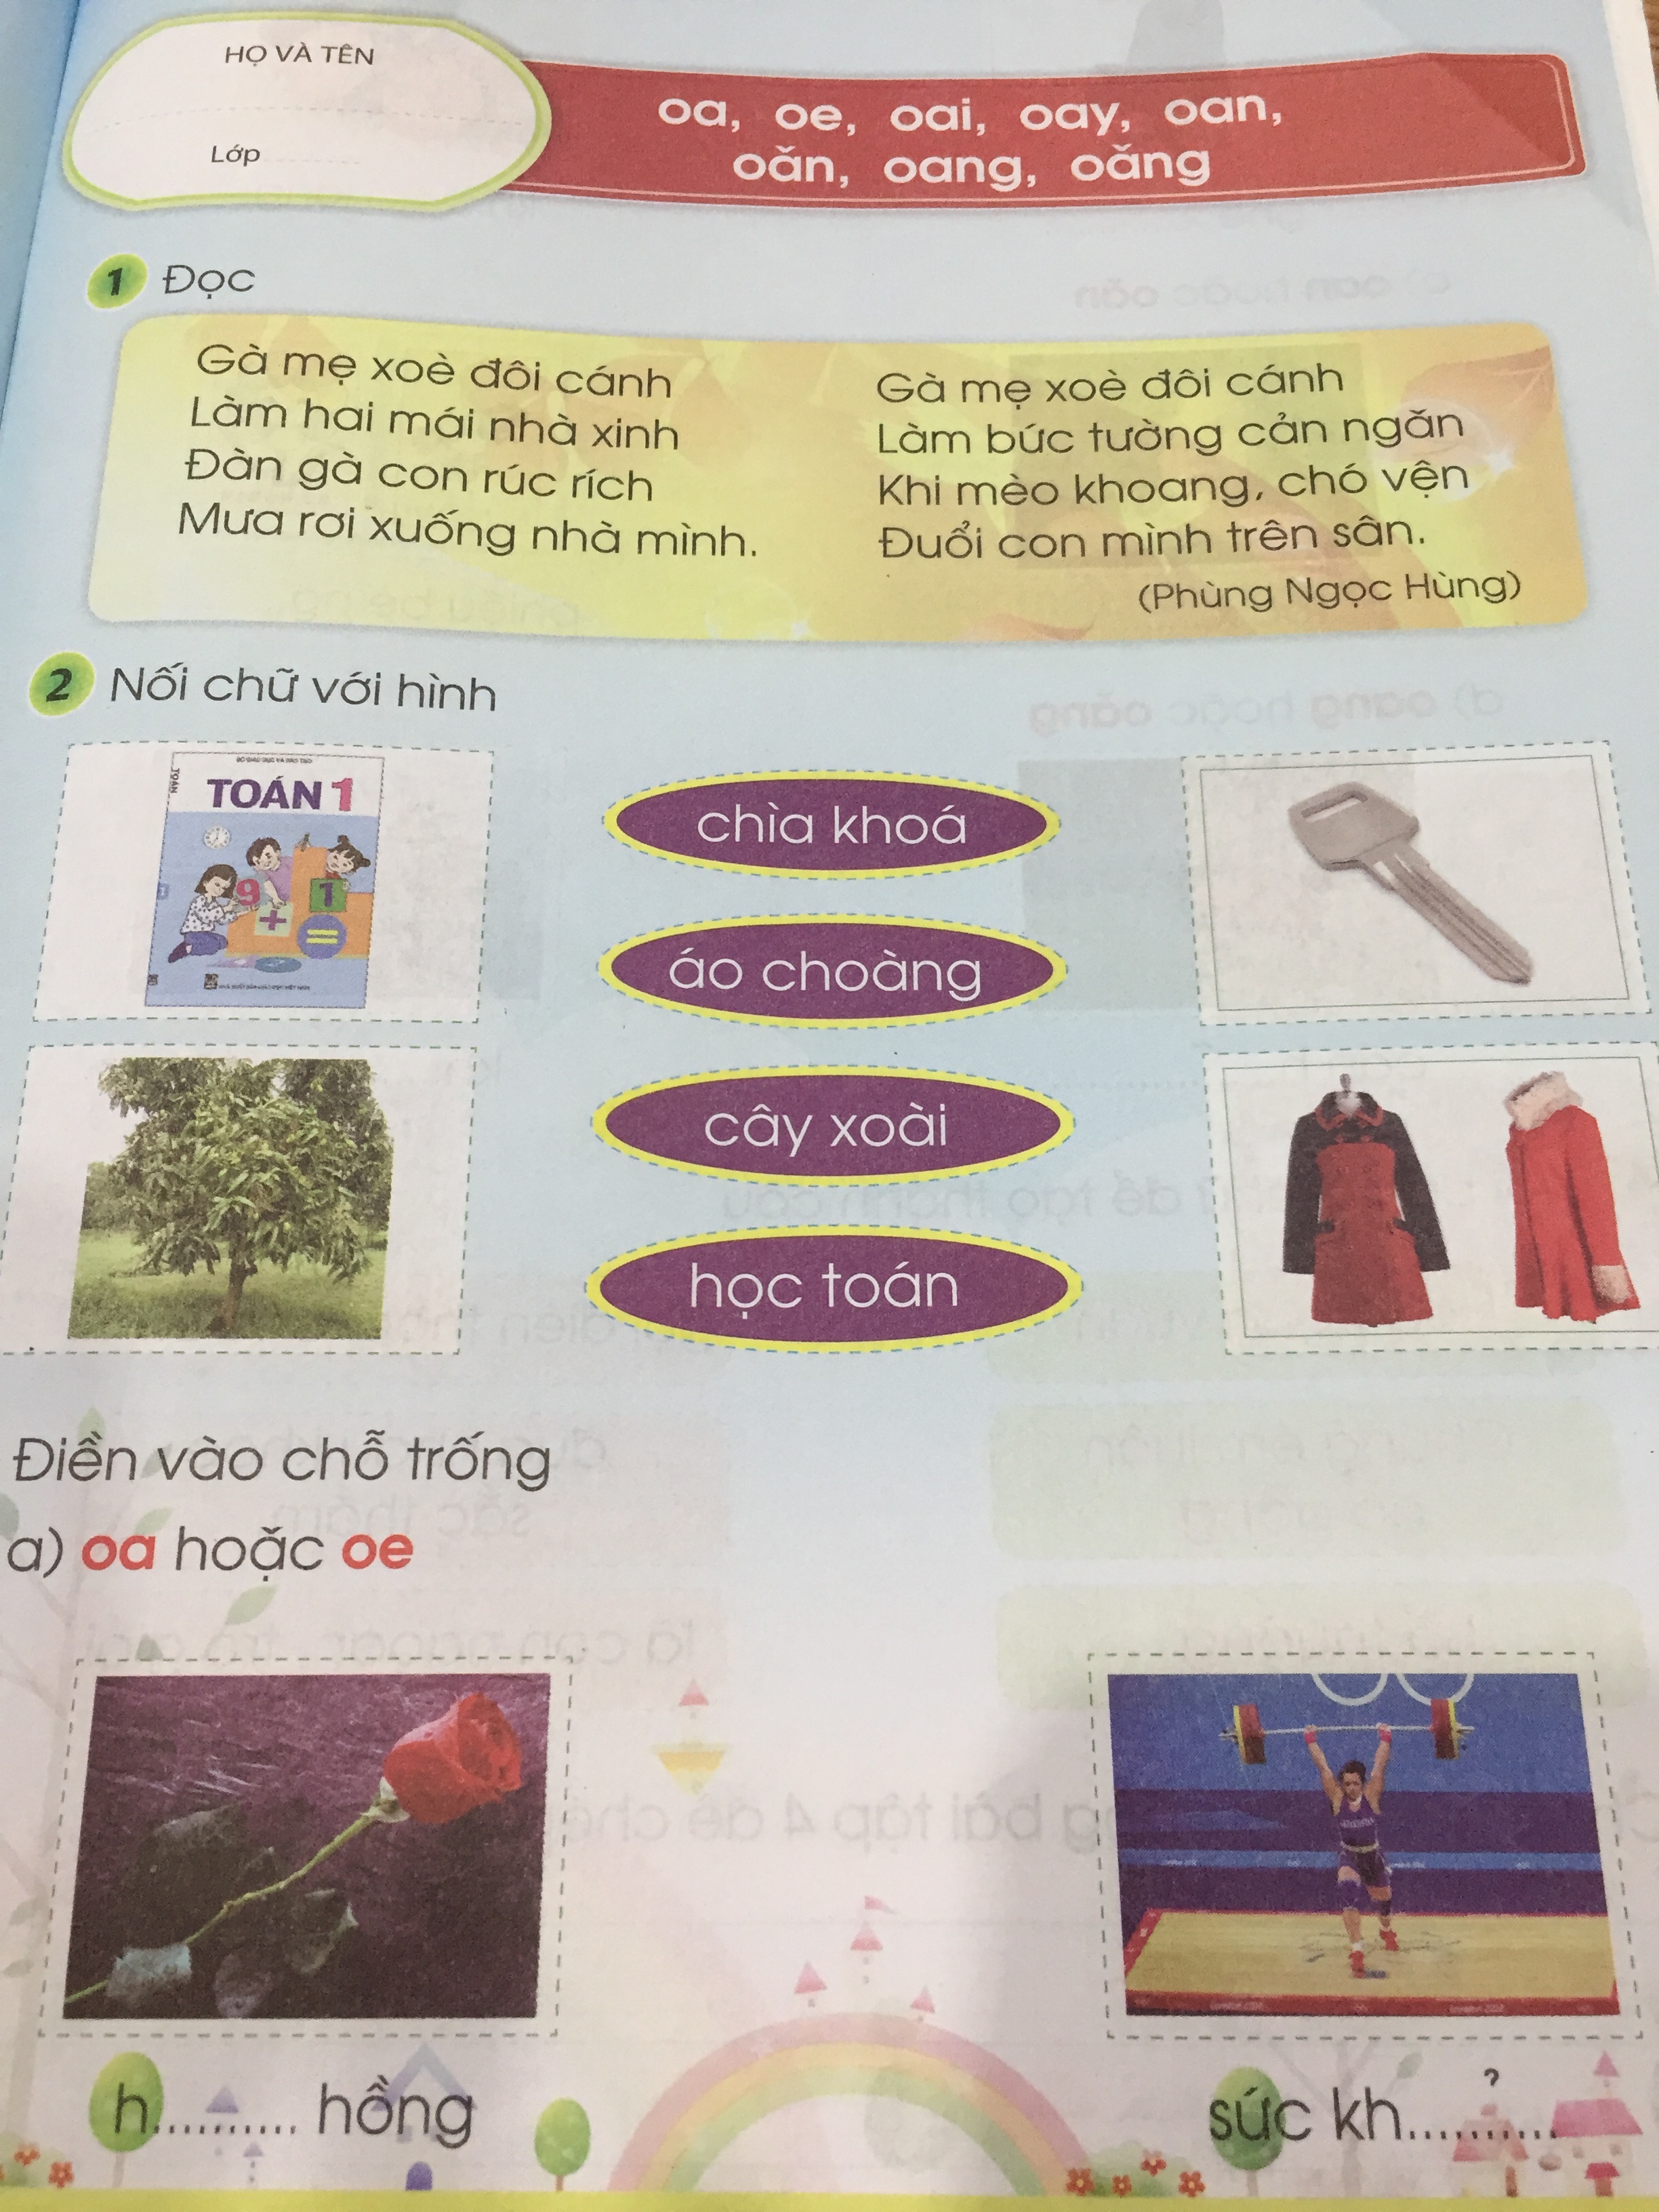 HỌ VÀ TÊN
Lớp
oa, oe, oai, oay, oan,
oăn, oang, oăng
1 Đọc
Gà mẹ xoè đôi cánh
Làm hai mái nhà xinh
Đàn gà con rúc rích
Mưa rơi xuống nhà mình.
Gà mẹ xoè đôi cánh
Làm bức tường cản ngăn
Khi mèo khoang, chó vện
Đuổi con mình trên sân.
(Phùng Ngọc Hùng)
2 Nối chữ với hình
TOÁN 1
9
1
+
=
chìa khoá
áo choàng
cây xoài
học toán
Điền vào chỗ trống
a) oa hoặc oe
h.......... hồng
sức kh..........